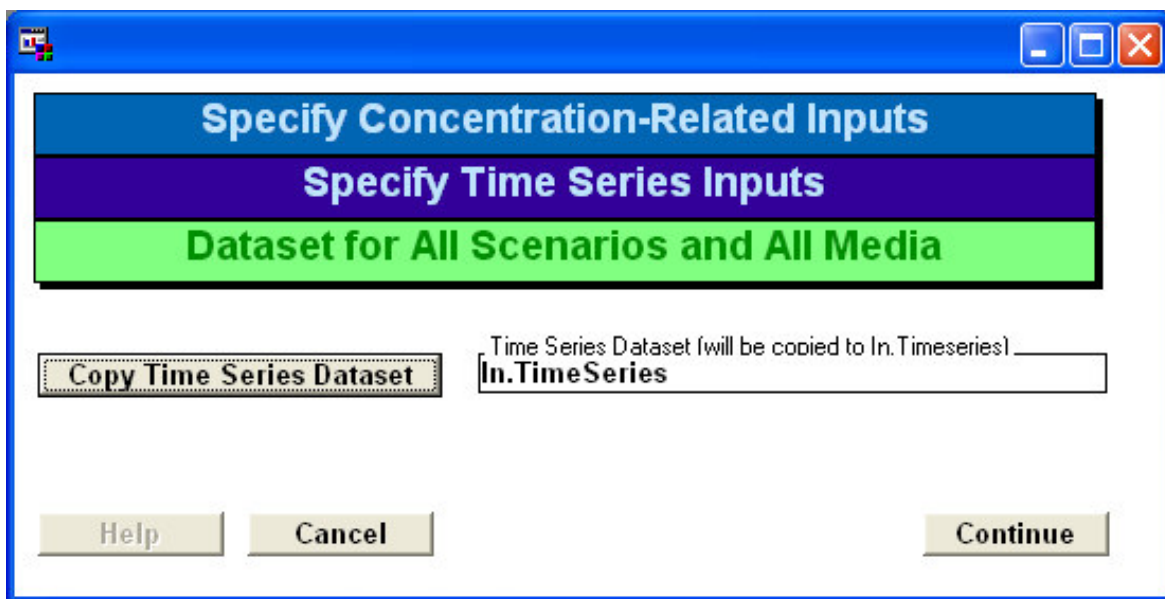 Specify Concentration-Related Inputs
Specify Time Series Inputs
Dataset for All Scenarios and All Media
Time Series Dataset (will be copied to In.Timeseries)
Copy Time Series Dataset In.TimeSeries
Help Cancel Continue